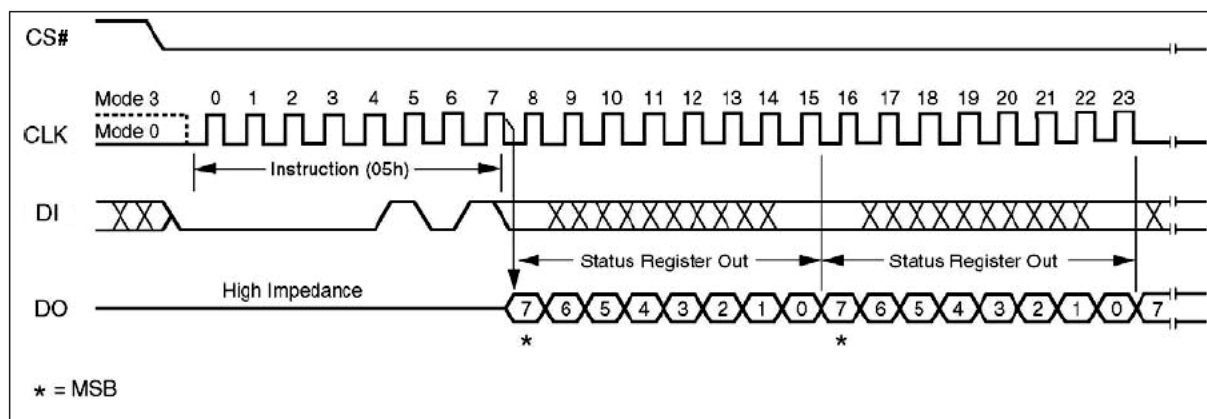 CS#
Mode 3 0 1 2 3 4 5 6 7 8 9 10 11 12 13 14 15 16 17 18 19 20 21 22 23
CLK Mode 0
Instruction (05h)
DI
Status Register Out Status Register Out
High Impedance
DO 7 6 5 4 3 2 1 0 7 6 5 4 3 2 1 0 7
* *
* = MSB